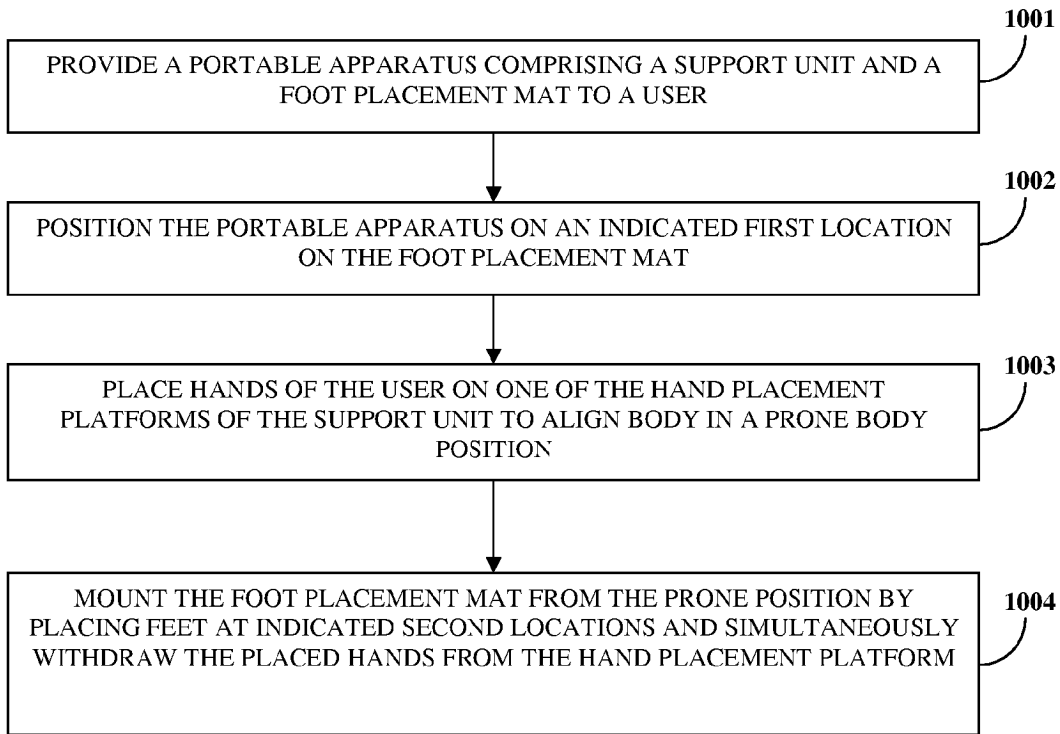 1001
PROVIDE A PORTABLE APPARATUS COMPRISING A SUPPORT UNIT AND A
FOOT PLACEMENT MAT TO A USER
1002
POSITION THE PORTABLE APPARATUS ON AN INDICATED FIRST LOCATION
ON THE FOOT PLACEMENT MAT
1003
PLACE HANDS OF THE USER ON ONE OF THE HAND PLACEMENT
PLATFORMS OF THE SUPPORT UNIT TO ALIGN BODY IN A PRONE BODY
POSITION
1004
MOUNT THE FOOT PLACEMENT MAT FROM THE PRONE POSITION BY
PLACING FEET AT INDICATED SECOND LOCATIONS AND SIMULTANEOUSLY
WITHDRAW THE PLACED HANDS FROM THE HAND PLACEMENT PLATFORM